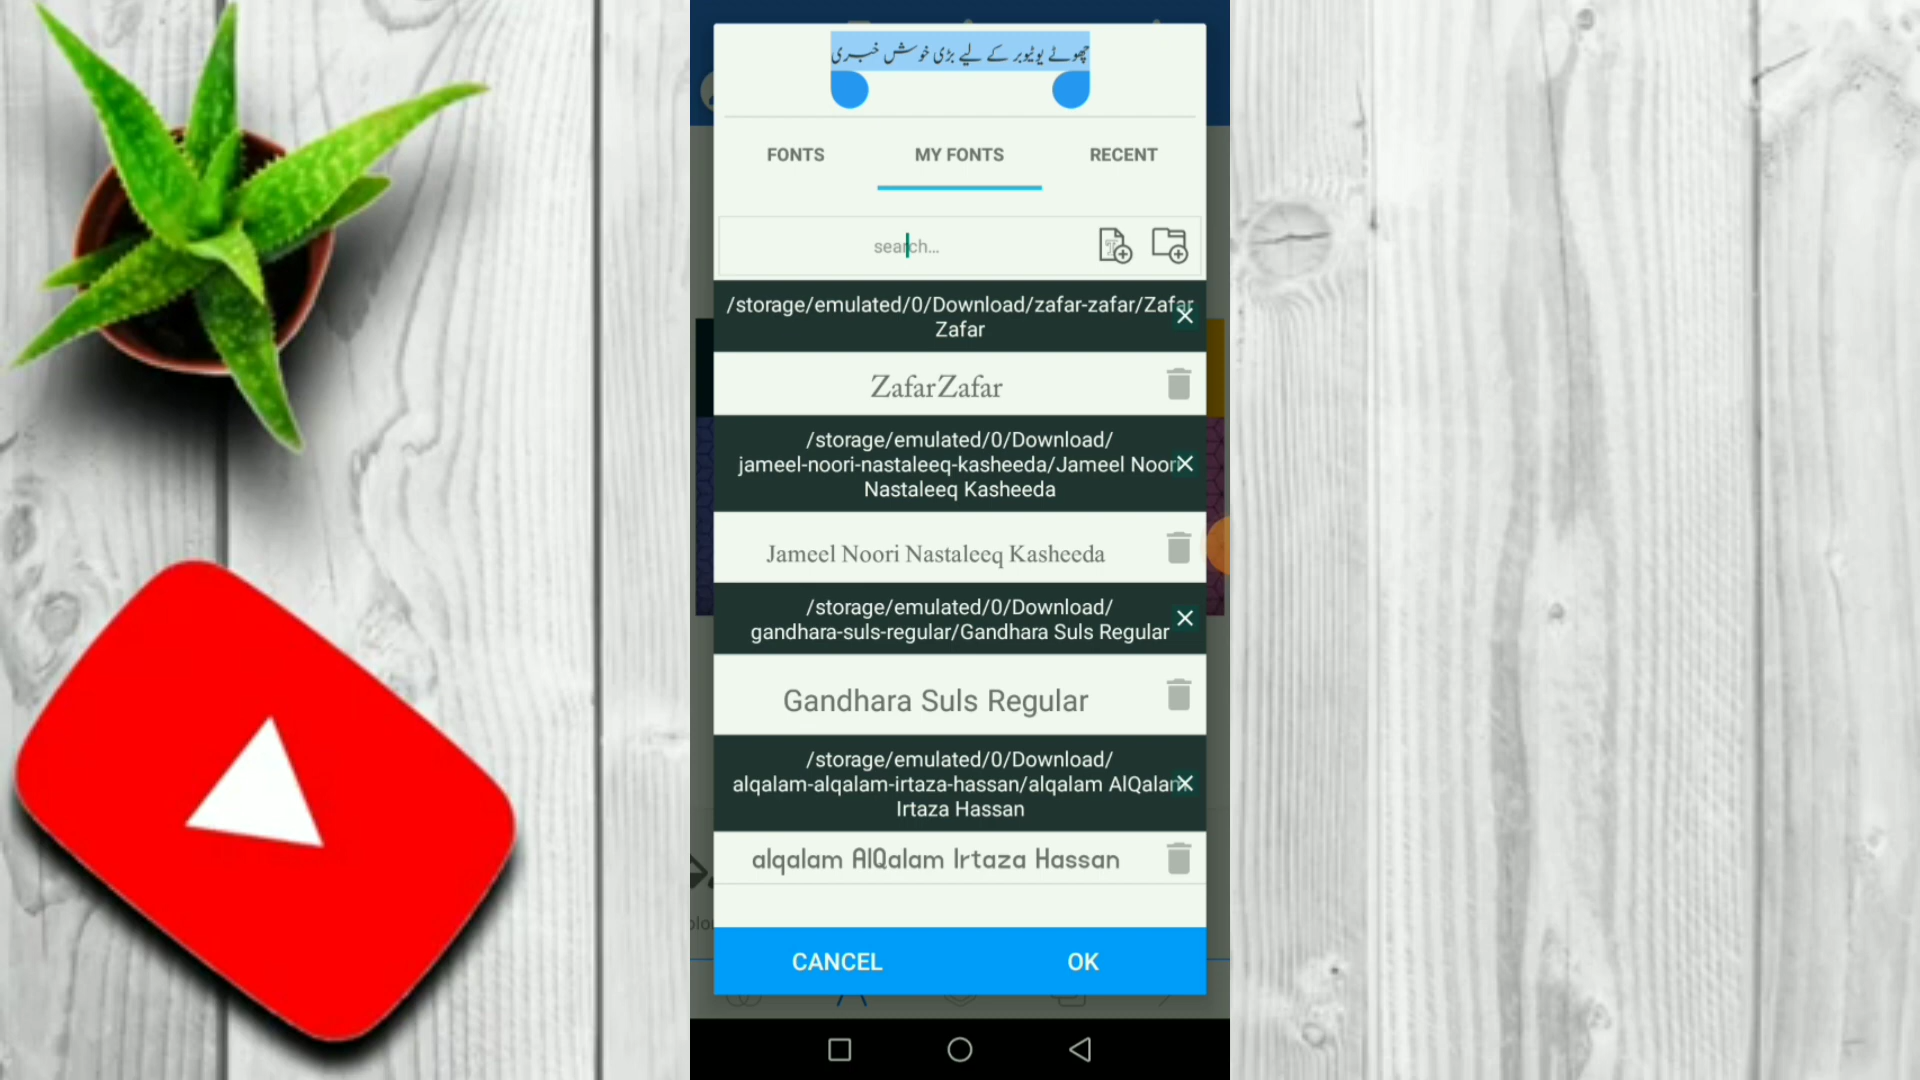 چھوٹے یوٹیوبر کے لیے بڑی خوش خبری
FONTS MY FONTS RECENT
search...
/storage/emulated/0/Download/zafar-zafar/Zafar
Zafar
ZafarZafar
/storage/emulated/0/Download/
jameel-noori-nastaleeq-kasheeda/Jameel Noori
Nastaleeq Kasheeda
Jameel Noori Nastaleeq Kasheeda
/storage/emulated/0/Download/
gandhara-suls-regular/Gandhara Suls Regular
Gandhara Suls Regular
/storage/emulated/0/Download/
alqalam-alqalam-irtaza-hassan/alqalam AlQalam
Irtaza Hassan
alqalam AlQalam Irtaza Hassan
CANCEL OK